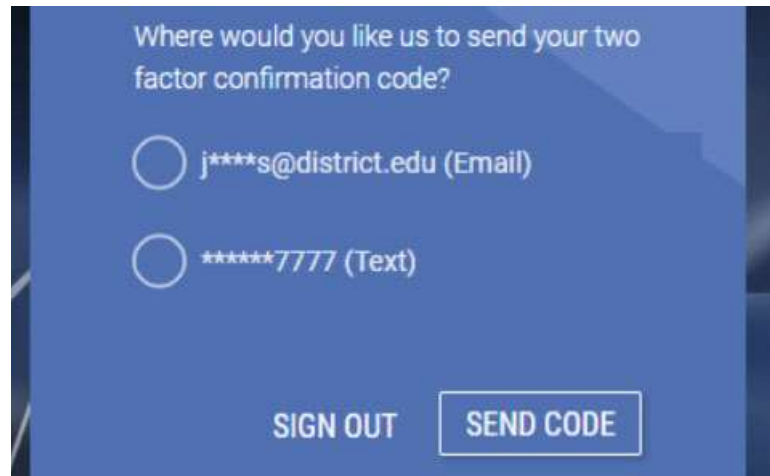 Where would you like us to send your two
factor confirmation code?
j****s@district.edu (Email)
******7777 (Text)
SIGN OUT
SEND CODE